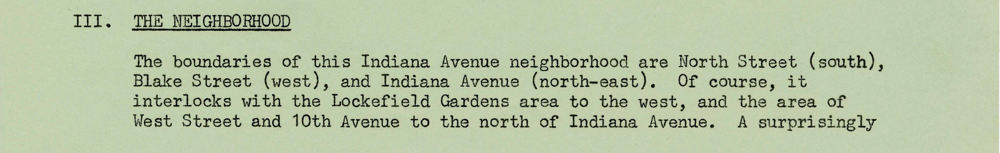 III. THE NEIGHBORHOOD
The boundaries of this Indiana Avenue neighborhood are North Street (south),
Blake Street (west), and Indiana Avenue (north-east). Of course, it
interlocks with the Lockefield Gardens area to the west, and the area of
West Street and 10th Avenue to the north of Indiana Avenue. A surprisingly